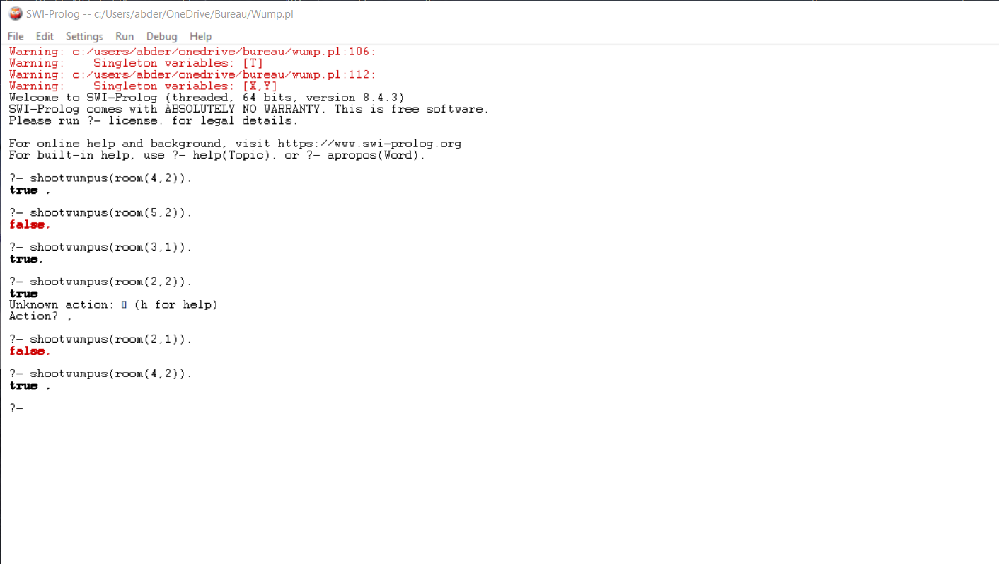 SWI-Prolog -- c:/Users/abder/OneDrive/Bureau/Wump.pl
File Edit Settings Run Debug Help
Warning: c:/users/abder/onedrive/bureau/wump.pl:106:
Warning:    Singleton variables: [T]
Warning: c:/users/abder/onedrive/bureau/wump.pl:112:
Warning:    Singleton variables: [X,Y]
Welcome to SWI-Prolog (threaded, 64 bits, version 8.4.3)
SWI-Prolog comes with ABSOLUTELY NO WARRANTY. This is free software.
Please run ?- license. for legal details.
For online help and background, visit https://www.swi-prolog.org
For built-in help, use ?- help(Topic). or ?- apropos(Word).
?- shootwumpus(room(4,2)).
true .
?- shootwumpus(room(5,2)).
false.
?- shootwumpus(room(3,1)).
true.
?- shootwumpus(room(2,2)).
true
Unknown action: ▯ (h for help)
Action? .
?- shootwumpus(room(2,1)).
false.
?- shootwumpus(room(4,2)).
true .
?-